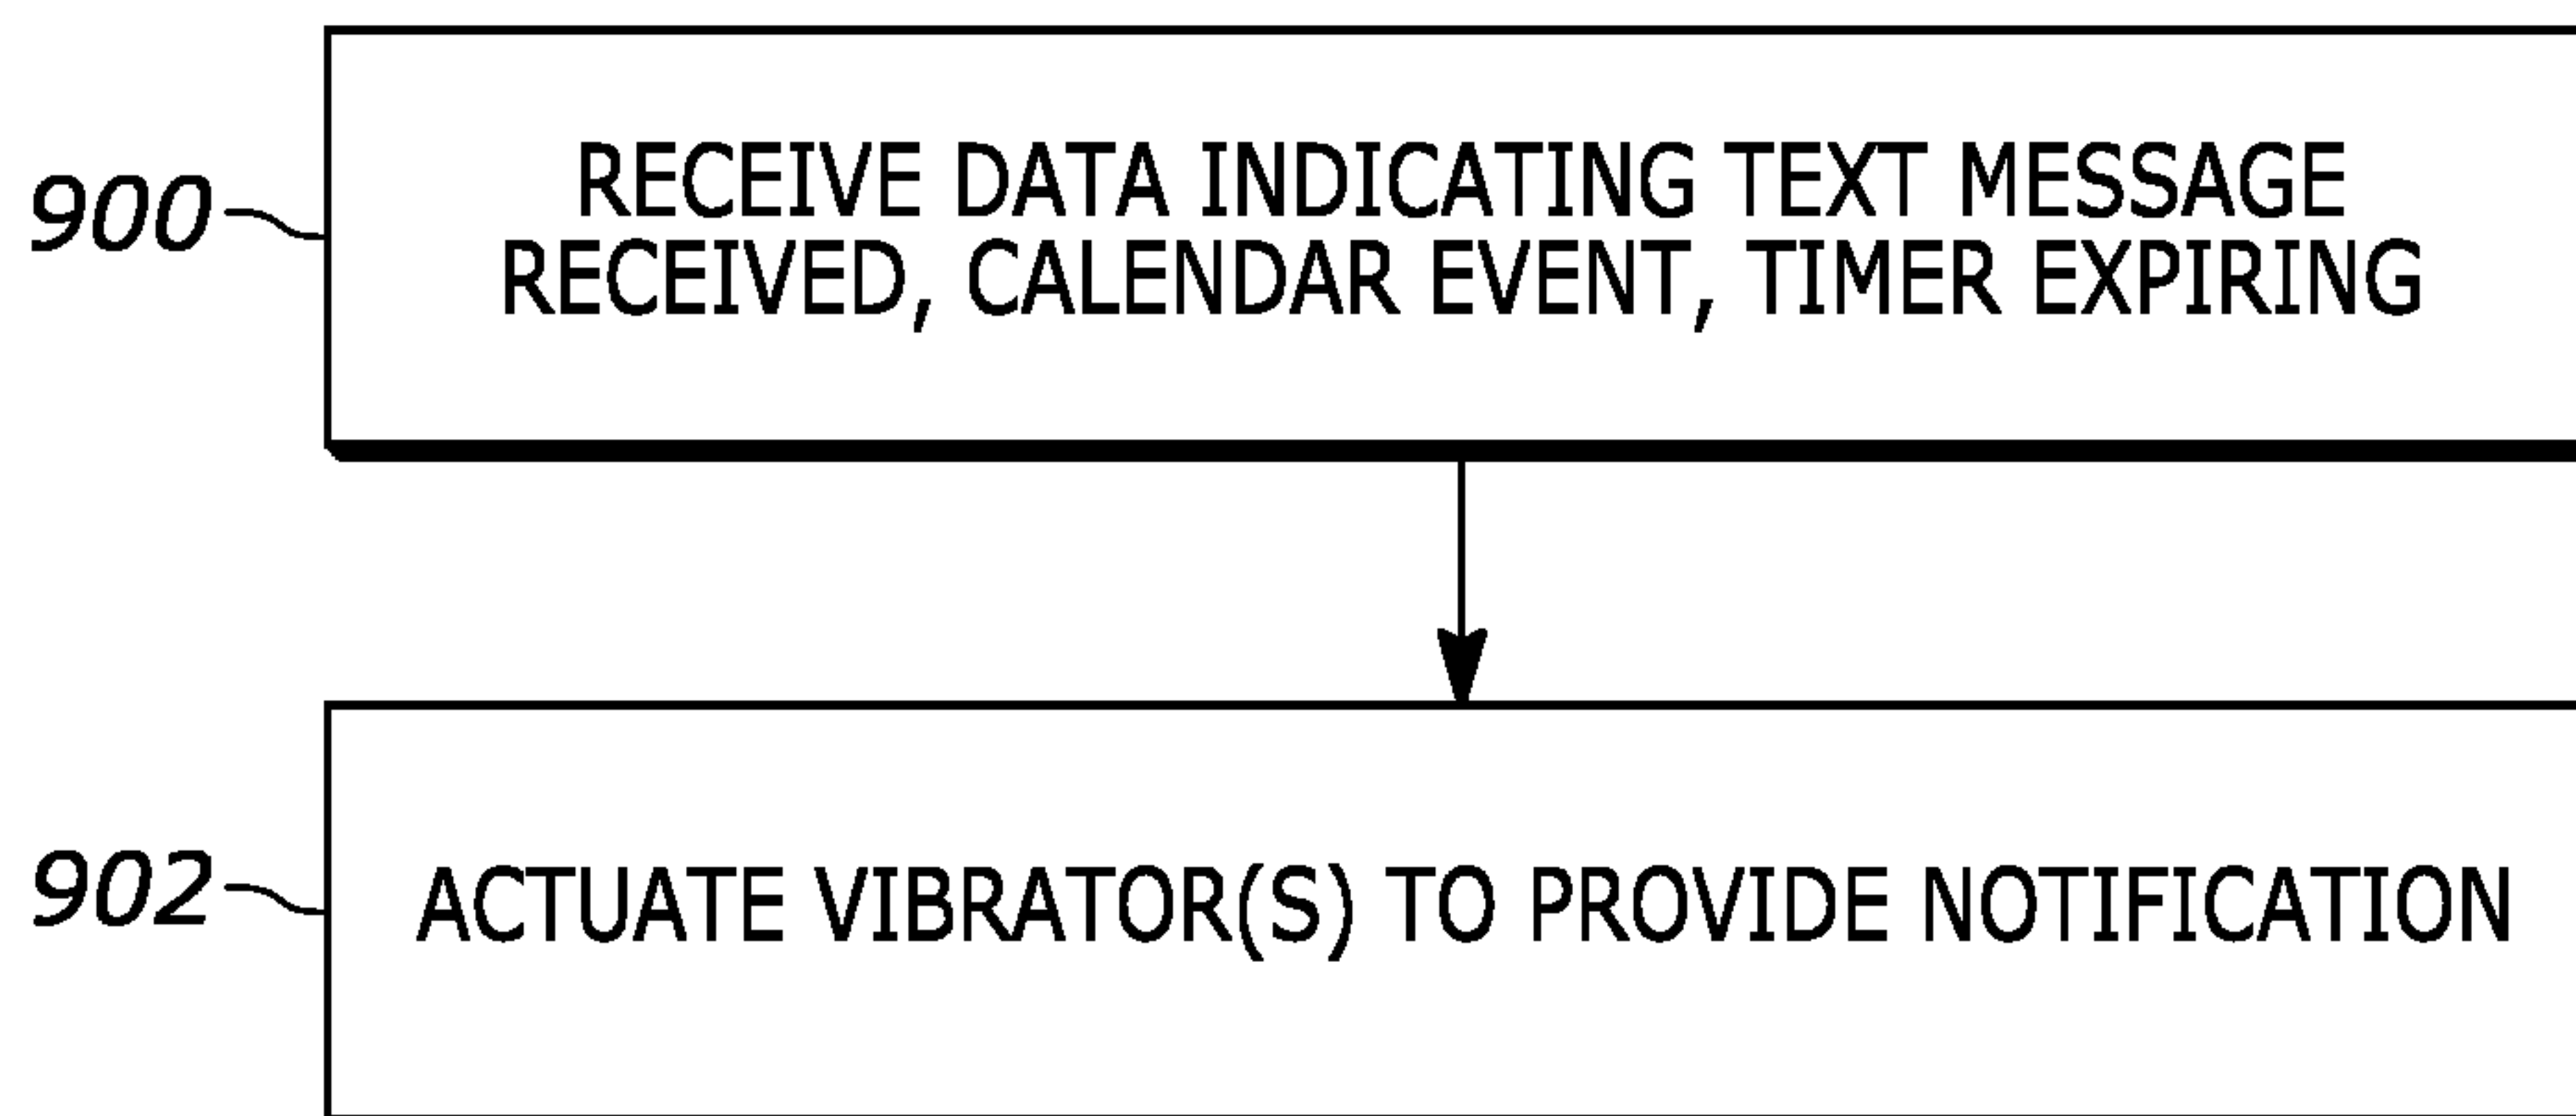 900
RECEIVE DATA INDICATING TEXT MESSAGE
RECEIVED, CALENDAR EVENT, TIMER EXPIRING
902
ACTUATE VIBRATOR(S) TO PROVIDE NOTIFICATION